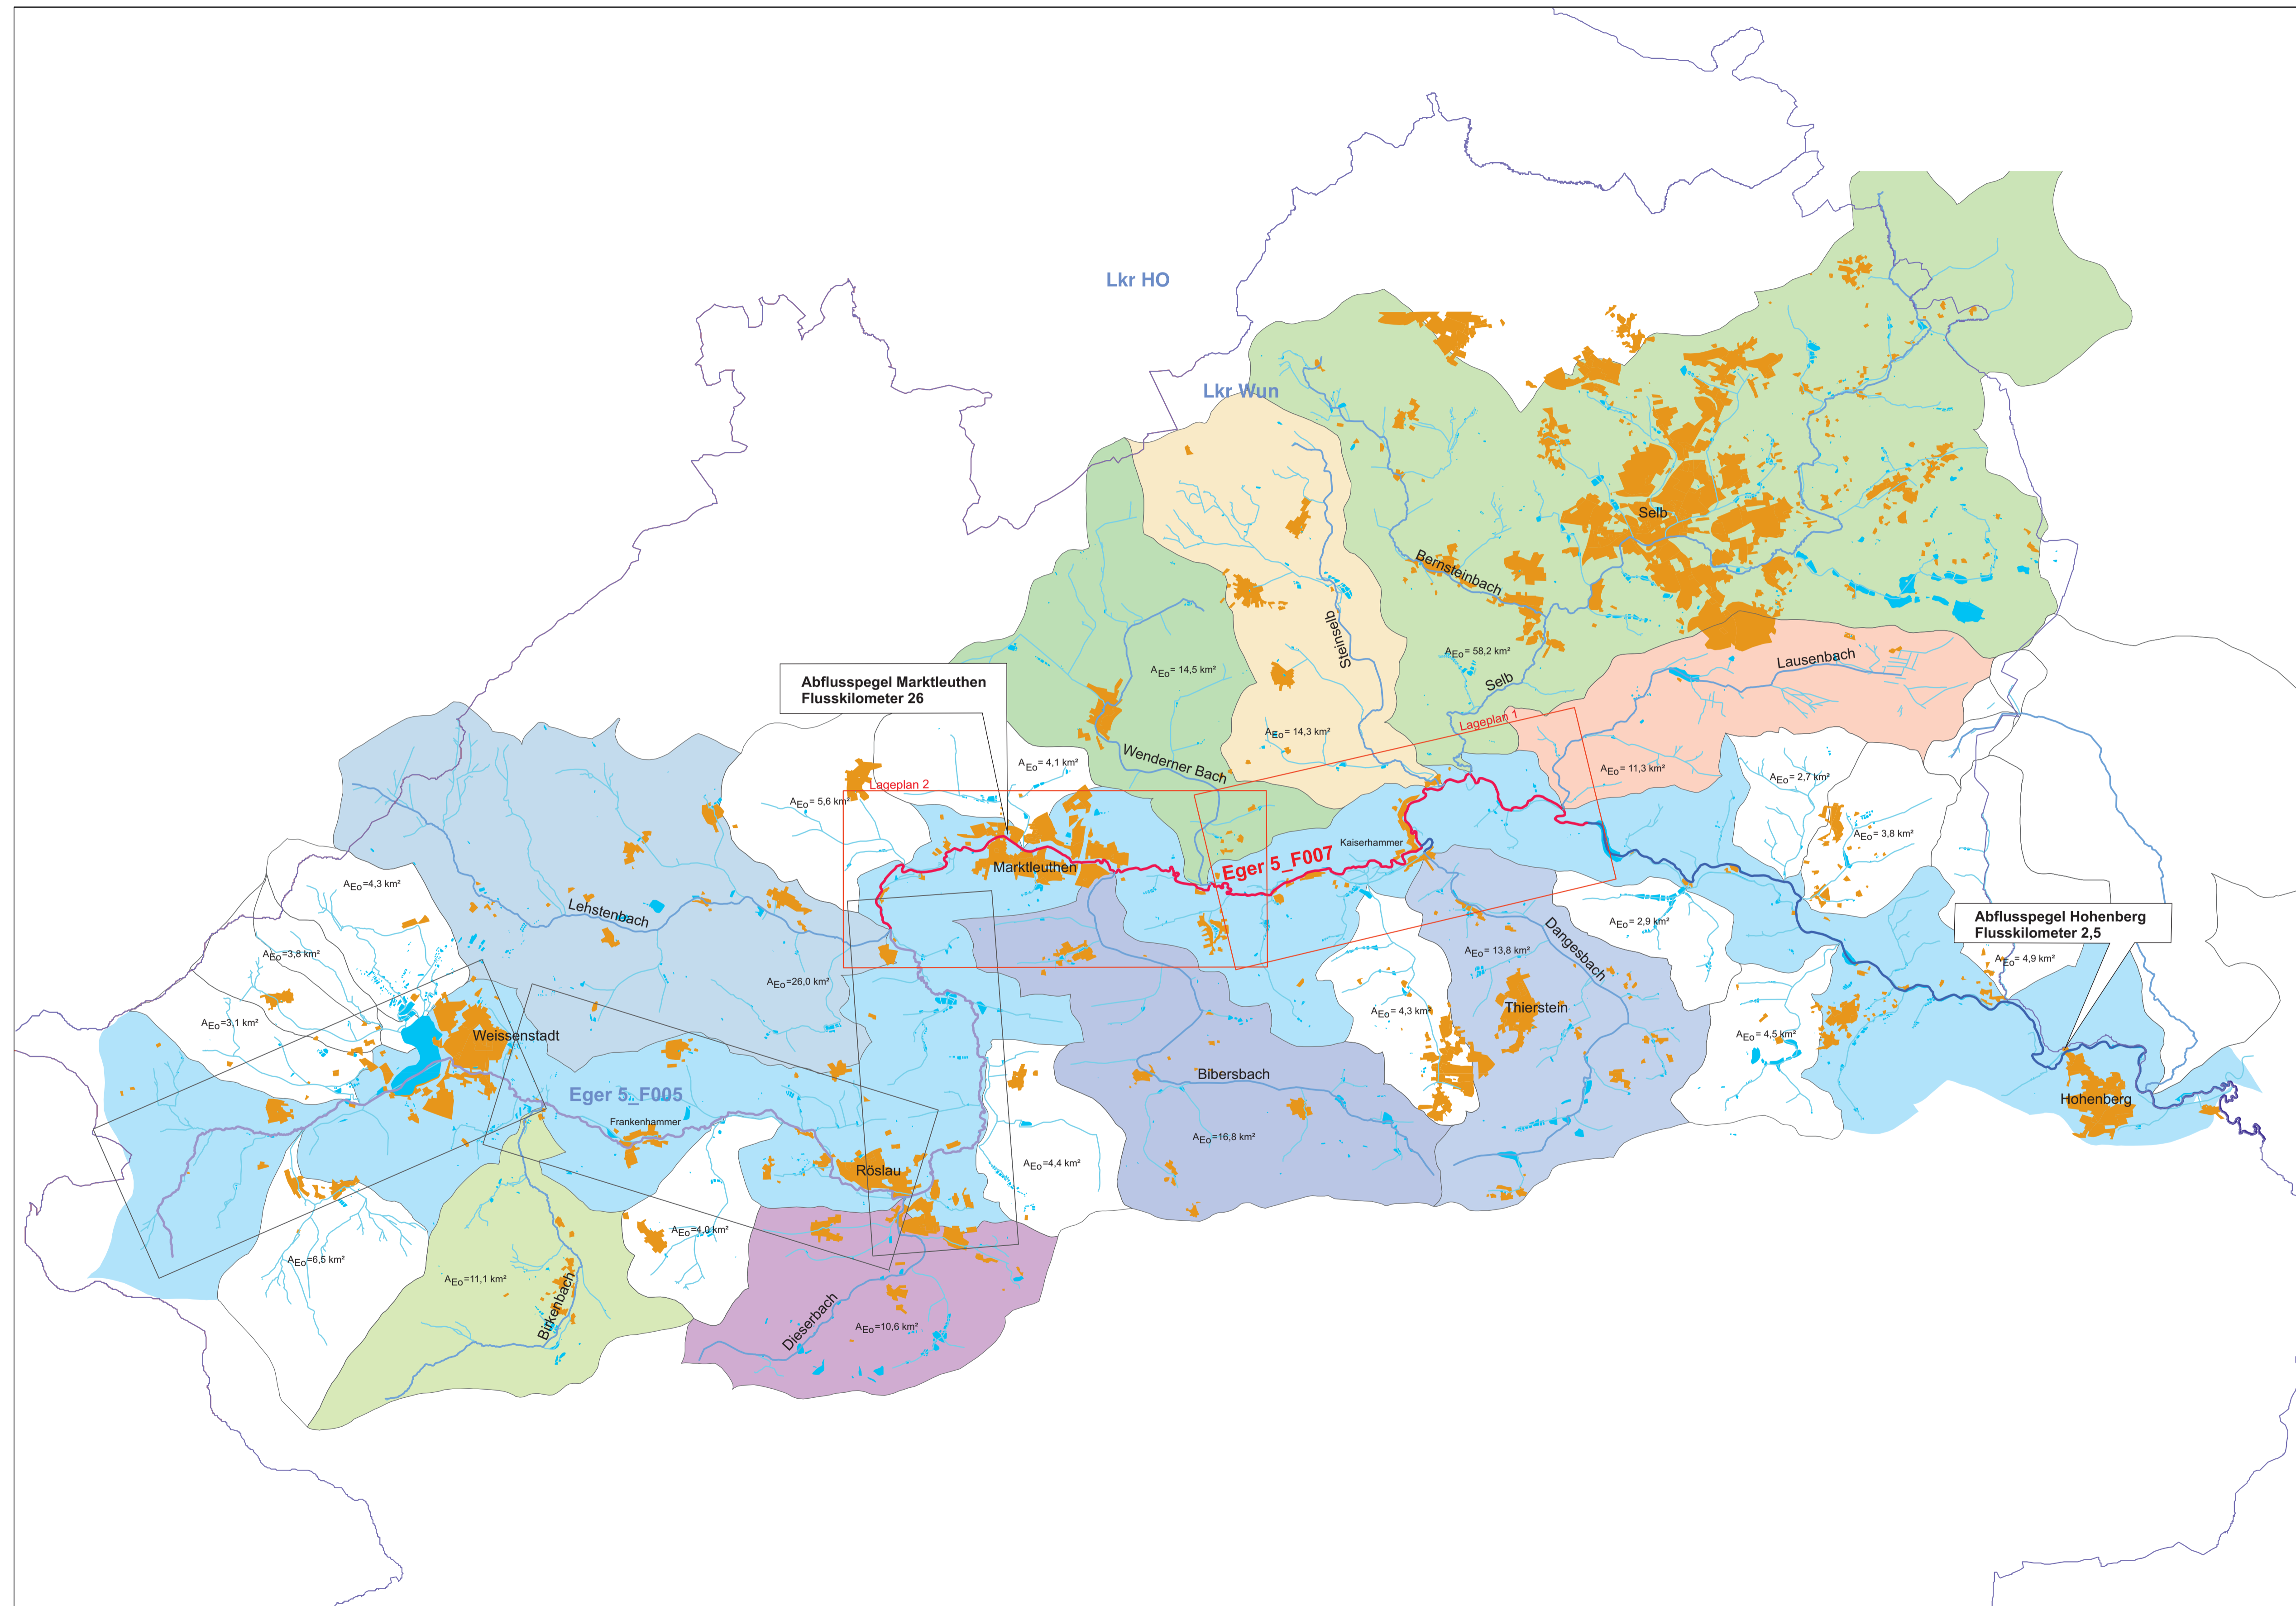 Lkr HO
Lkr Wun
Selb
Bernsteinbach
Steinselb
AEo= 58,2 km²
Lausenbach
Selb
AEo= 14,5 km²
Abflusspegel Marktleuthen
Flusskilometer 26
Lageplan 1
AEo= 14,3 km²
Wenderner Bach
AEo= 4,1 km²
AEo= 11,3 km²
AEo= 2,7 km²
Lageplan 2
AEo= 5,6 km²
AEo= 3,8 km²
Kaiserhammer
Eger 5_F007
Marktleuthen
AEo=4,3 km²
Lehstenbach
AEo= 2,9 km²
Abflusspegel Hohenberg
Flusskilometer 2,5
Dangesbach
AEo= 13,8 km²
AEo=3,8 km²
AEo= 4,9 km²
AEo=26,0 km²
Thierstein
AEo= 4,3 km²
AEo=3,1 km²
Weissenstadt
AEo= 4,5 km²
Bibersbach
Eger 5_F005
Hohenberg
Frankenhammer
AEo=16,8 km²
AEo=4,4 km²
Röslau
AEo=4,0 km²
AEo=6,5 km²
AEo=11,1 km²
Birkenbach
Dieserbach
AEo=10,6 km²